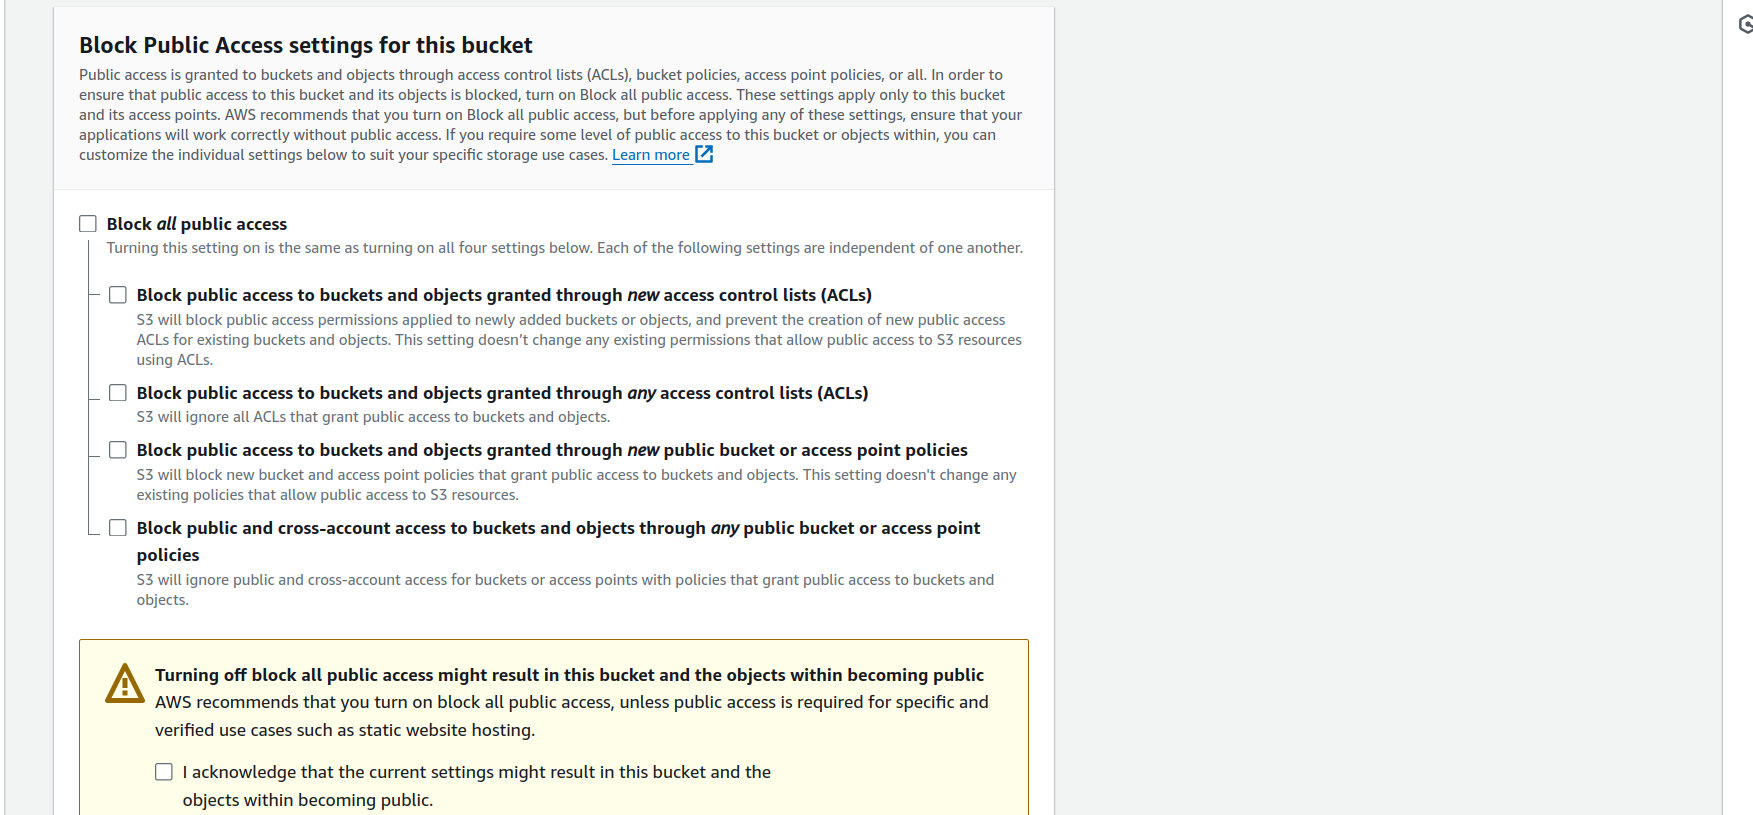 Block Public Access settings for this bucket
Public access is granted to buckets and objects through access control lists (ACLs), bucket policies, access point policies, or all. In order to
ensure that public access to this bucket and its objects is blocked, turn on Block all public access. These settings apply only to this bucket
and its access points. AWS recommends that you turn on Block all public access, but before applying any of these settings, ensure that your
applications will work correctly without public access. If you require some level of public access to this bucket or objects within, you can
customize the individual settings below to suit your specific storage use cases. Learn more
Block all public access
Turning this setting on is the same as turning on all four settings below. Each of the following settings are independent of one another.
Block public access to buckets and objects granted through new access control lists (ACLs)
S3 will block public access permissions applied to newly added buckets or objects, and prevent the creation of new public access
ACLs for existing buckets and objects. This setting doesn't change any existing permissions that allow public access to S3 resources
using ACLs.
Block public access to buckets and objects granted through any access control lists (ACLs)
S3 will ignore all ACLs that grant public access to buckets and objects.
Block public access to buckets and objects granted through new public bucket or access point policies
S3 will block new bucket and access point policies that grant public access to buckets and objects. This setting doesn't change any
existing policies that allow public access to S3 resources.
Block public and cross-account access to buckets and objects through any public bucket or access point
policies
S3 will ignore public and cross-account access for buckets or access points with policies that grant public access to buckets and
objects.
Turning off block all public access might result in this bucket and the objects within becoming public
AWS recommends that you turn on block all public access, unless public access is required for specific and
verified use cases such as static website hosting.
I acknowledge that the current settings might result in this bucket and the
objects within becoming public.